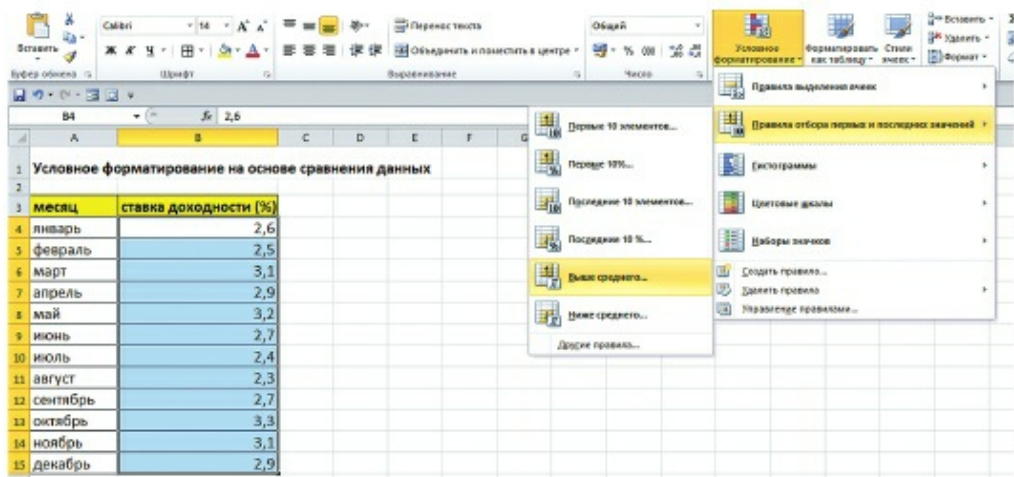 Calibri 14 A A Перенос текста Общий Вставить
Вставить Ж К Ч А Объединить и поместить в центре % 000 Условное форматирование Форматировать как таблицу Стили ячеек Удалить
Буфер обмена Шрифт Выравнивание Число Формат
B4 fx 2,6
A B C D E F G
1 Условное форматирование на основе сравнения данных
2
3 месяц ставка доходности (%)
4 январь 2,6
5 февраль 2,5
6 март 3,1
7 апрель 2,9
8 май 3,2
9 июнь 2,7
10 июль 2,4
11 август 2,3
12 сентябрь 2,7
13 октябрь 3,3
14 ноябрь 3,1
15 декабрь 2,9
Первые 10 элементов...
Первые 10%...
Последние 10 элементов...
Последние 10 %...
Выше среднего...
Ниже среднего...
Другие правила...
Правила выделения ячеек
Правила отбора первых и последних значений
Гистограммы
Цветовые шкалы
Наборы значков
Создать правило...
Удалить правила
Управление правилами...